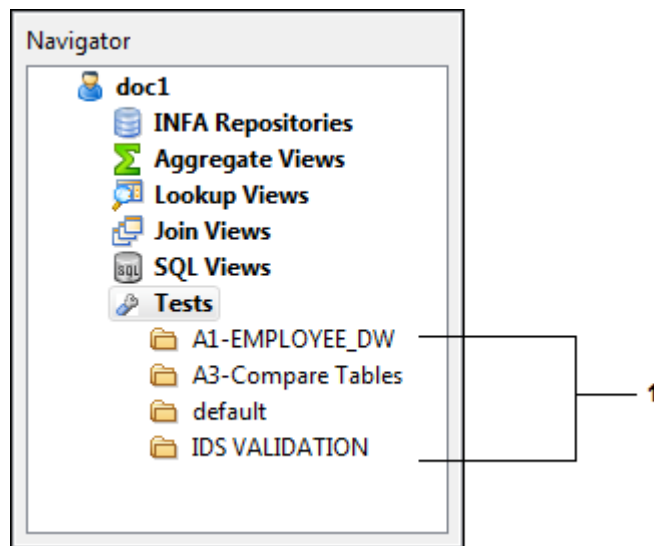 Navigator
doc1
INFA Repositories
Aggregate Views
Lookup Views
Join Views
SQL SQL Views
Tests
A1-EMPLOYEE_DW
A3-Compare Tables
default
IDS VALIDATION
1